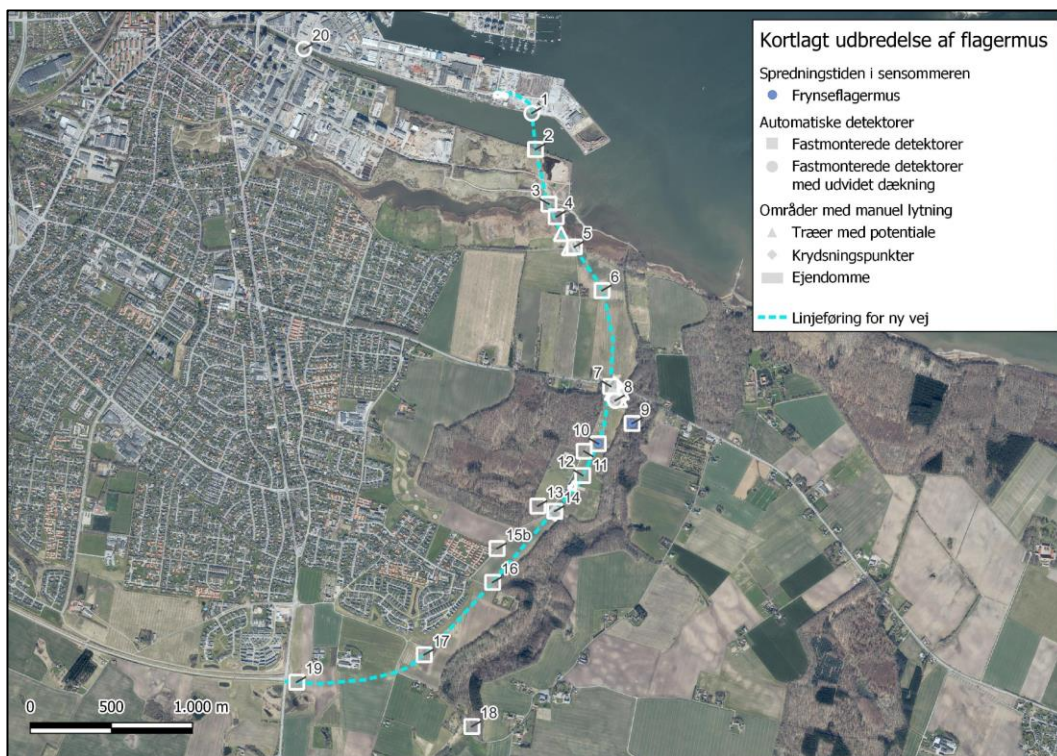 Kortlagt udbredelse af flagermus
Spredningstiden i sensommeren
Frynseflagermus
Automatiske detektorer
Fastmonterede detektorer
Fastmonterede detektorer
med udvidet dækning
Områder med manuel lytning
Træer med potentiale
Krydsningspunkter
Ejendomme
Linjeføring for ny vej
20
1
2
3
4
5
6
7
8
9
10
11
12
13
14
15b
16
17
19
18
0 500 1.000 m